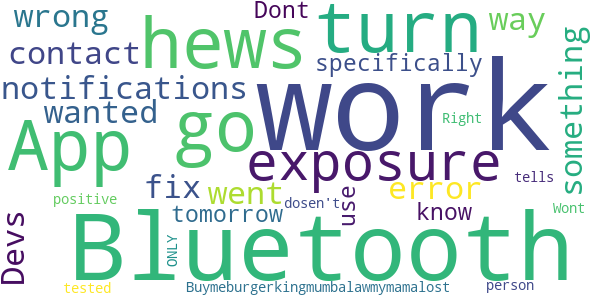 Dont
wrong
hews
turn
way
contact
specifically
something
notifications
work
wanted
go
App
Right
exposure
tells
fix
went
error
positive
dosen't
use
know
Wont
tomorrow
Devs
Bluetooth
ONLY
tested
Buymeburgerkingmumbalawmymamalost
person